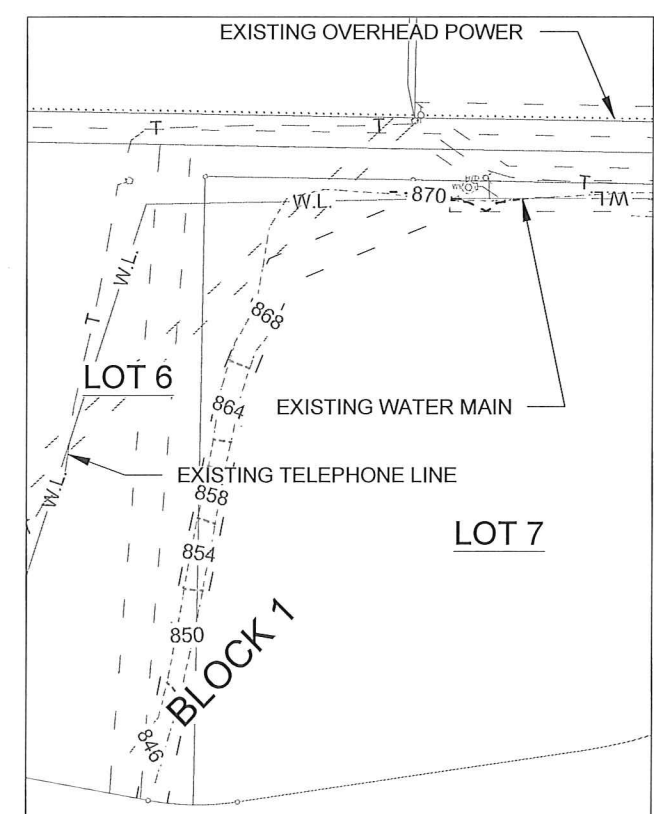 EXISTING OVERHEAD POWER
T
T
T
W.L.
870
W.L.
W.L.
T
868
LOT 6
864
EXISTING WATER MAIN
EXISTING TELEPHONE LINE
W.L.
858
LOT 7
854
850
BLOCK 1
846